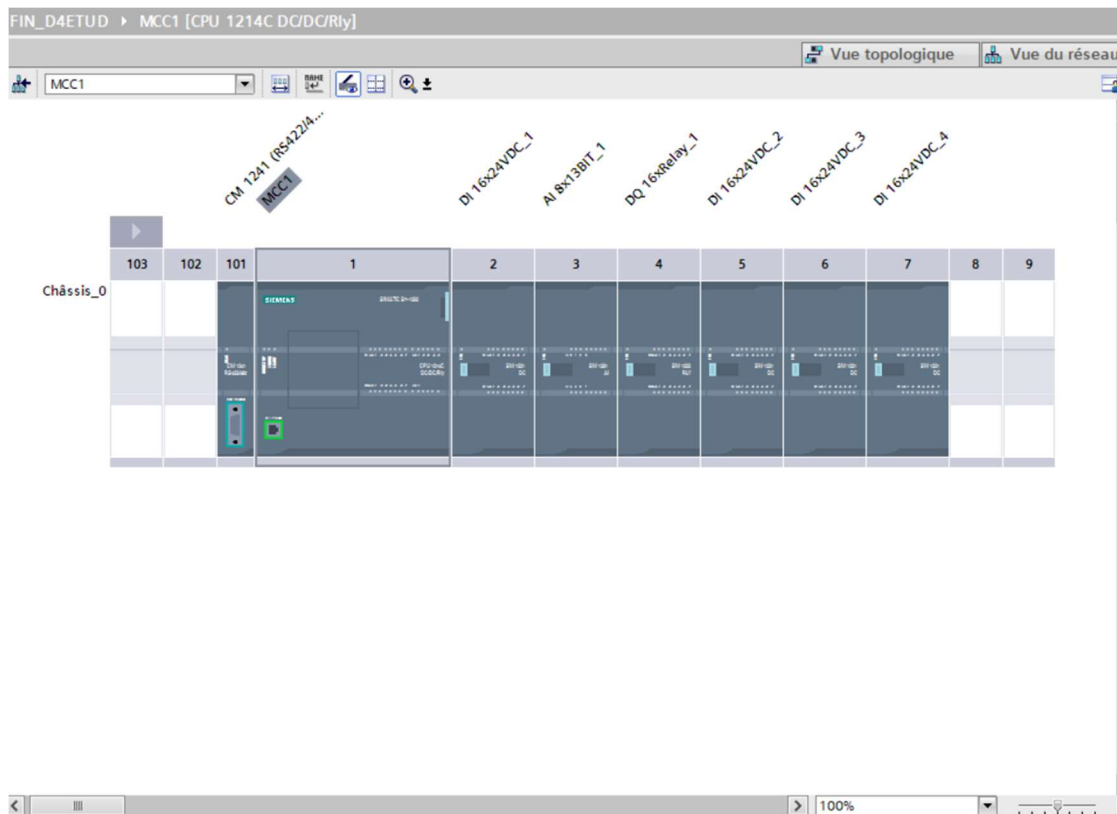 FIN_D4ETUD ▸ MCC1 [CPU 1214C DC/DC/Rly]
Vue topologique
Vue du réseau
MCC1
CM 1241 (RS422/4...
MCC1
DI 16x24VDC_1
AI 8x13BIT_1
DQ 16xRelay_1
DI 16x24VDC_2
DI 16x24VDC_3
DI 16x24VDC_4
103 102 101 1 2 3 4 5 6 7 8 9
Châssis_0
SIEMENS
100%